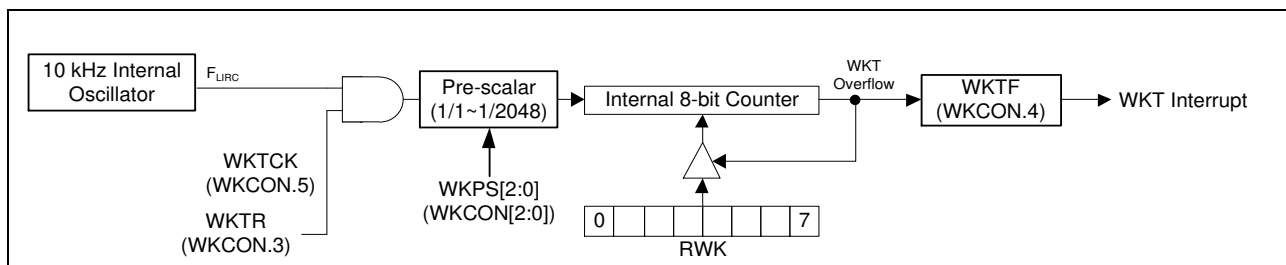 10 kHz Internal
Oscillator
FLIRC
WKTCK
(WKCON.5)
WKTR
(WKCON.3)
Pre-scalar
(1/1~1/2048)
WKPS[2:0]
(WKCON[2:0])
Internal 8-bit Counter
0 7
RWK
WKT
Overflow
WKTF
(WKCON.4)
WKT Interrupt